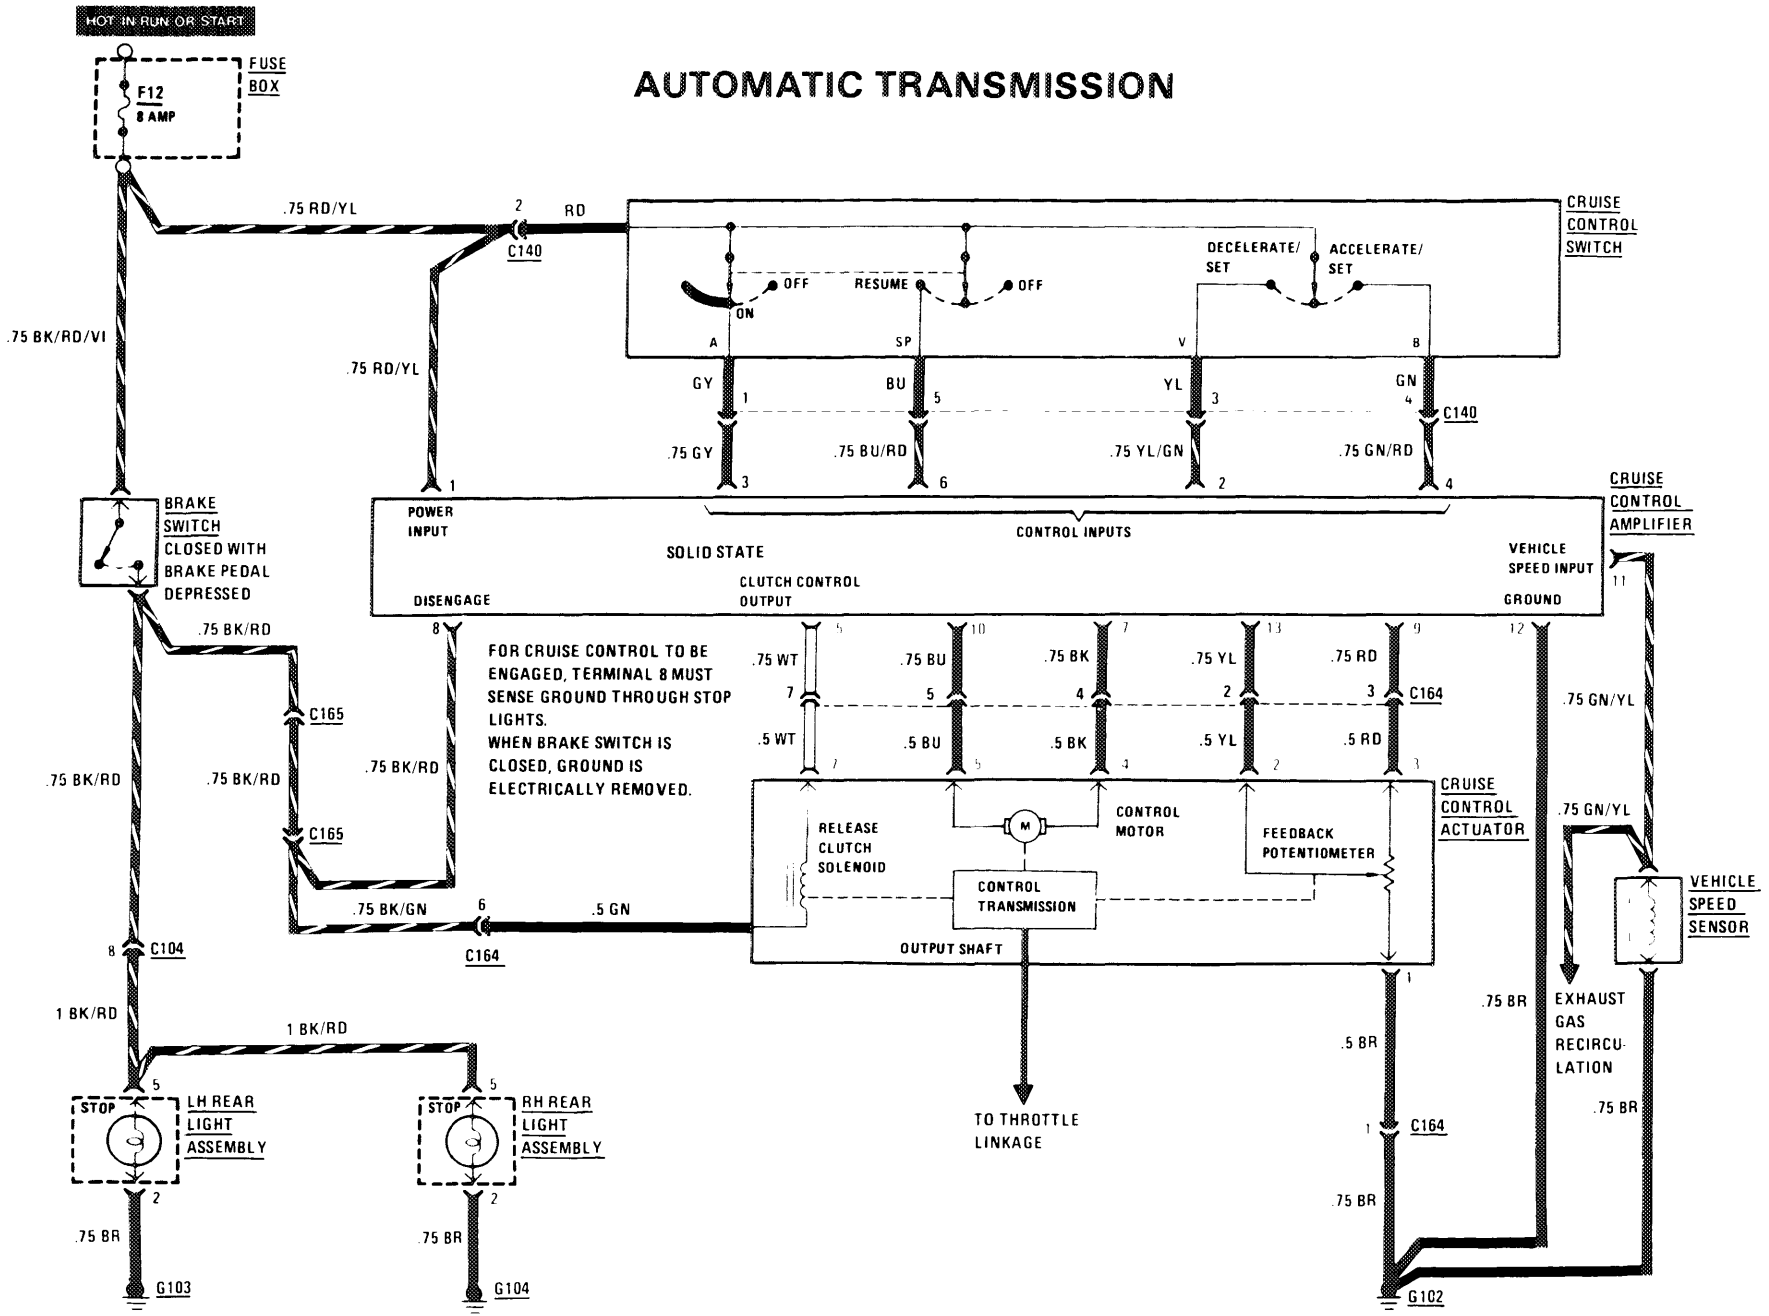 HOT IN RUN OR START
FUSE
BOX
F12
8 AMP
AUTOMATIC TRANSMISSION
.75 RD/YL
2
RD
C140
CRUISE
CONTROL
SWITCH
DECELERATE/
SET
ACCELERATE/
SET
OFF
ON
RESUME
OFF
A
SP
V
B
.75 BK/RD/VI
.75 RD/YL
GY
BU
YL
GN
1
5
3
4
C140
.75 GY
.75 BU/RD
.75 YL/GN
.75 GN/RD
1
3
6
2
4
BRAKE
SWITCH
CLOSED WITH
BRAKE PEDAL
DEPRESSED
POWER
INPUT
CONTROL INPUTS
SOLID STATE
CLUTCH CONTROL
OUTPUT
DISENGAGE
VEHICLE
SPEED INPUT
GROUND
CRUISE
CONTROL
AMPLIFIER
11
8
5
10
7
13
9
12
.75 BK/RD
FOR CRUISE CONTROL TO BE
ENGAGED, TERMINAL 8 MUST
SENSE GROUND THROUGH STOP
LIGHTS.
WHEN BRAKE SWITCH IS
CLOSED, GROUND IS
ELECTRICALLY REMOVED.
.75 WT
.75 BU
.75 BK
.75 YL
.75 RD
.75 GN/YL
7
5
4
2
3
C164
C165
.5 WT
.5 BU
.5 BK
.5 YL
.5 RD
7
5
4
2
3
.75 BK/RD
.75 BK/RD
.75 BK/RD
C165
RELEASE
CLUTCH
SOLENOID
M
CONTROL
MOTOR
FEEDBACK
POTENTIOMETER
CONTROL
TRANSMISSION
OUTPUT SHAFT
CRUISE
CONTROL
ACTUATOR
.75 GN/YL
VEHICLE
SPEED
SENSOR
.75 BK/GN
6
.5 GN
C164
8
C104
1
1 BK/RD
1 BK/RD
.75 BR
EXHAUST
GAS
RECIRCU-
LATION
.5 BR
TO THROTTLE
LINKAGE
.75 BR
5
STOP
LH REAR
LIGHT
ASSEMBLY
2
5
STOP
RH REAR
LIGHT
ASSEMBLY
2
1
C164
.75 BR
.75 BR
.75 BR
G103
G104
G102